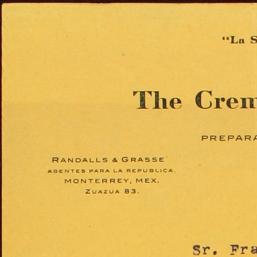 "La S
The Crem
PREPARA
RANDALLS & GRASSE
AGENTES PARA LA REPUBLICA.
MONTERREY, MEX.
ZUAZUA 83.
Sr. Fra